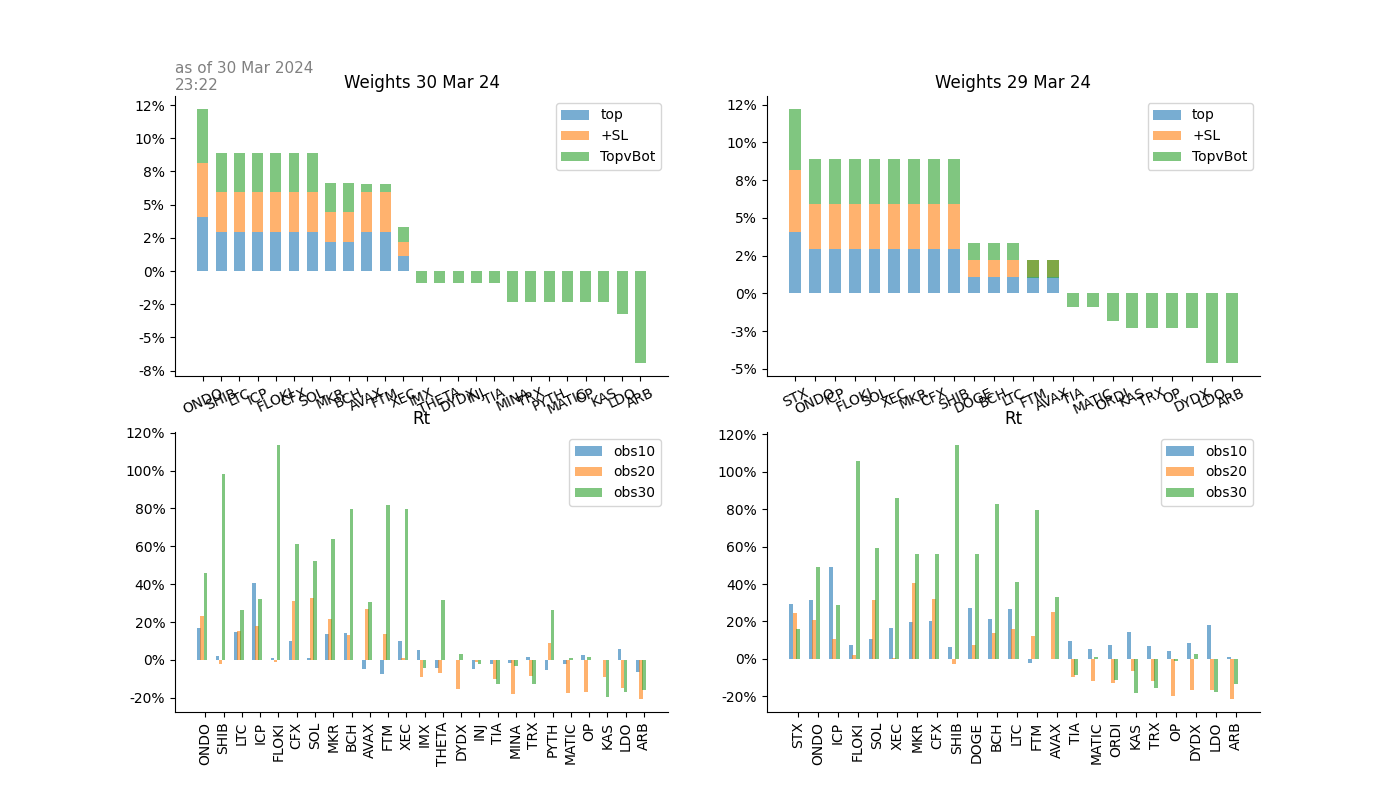 as of 30 Mar 2024
23:22
Weights 30 Mar 24
12%
10%
8%
5%
2%
0%
-2%
-5%
-8%
top
+SL
TopvBot
ONDO SHIB LTC ICP FLOKI CFX SOL MKR BCH AVAX FTM XEC IMX THETA DYDX INJ TIA MINA TRX PYTH MATIC OP KAS LDO ARB
Weights 29 Mar 24
12%
10%
8%
5%
2%
0%
-3%
-5%
top
+SL
TopvBot
STX ONDO ICP FLOKI SOL XEC MKR CFX SHIB DOGE BCH LTC FTM AVAX TIA MATIC ORDI KAS TRX OP DYDX LDO ARB
Rt
120%
100%
80%
60%
40%
20%
0%
-20%
obs10
obs20
obs30
ONDO SHIB LTC ICP FLOKI CFX SOL MKR BCH AVAX FTM XEC IMX THETA DYDX INJ TIA MINA TRX PYTH MATIC OP KAS LDO ARB
Rt
120%
100%
80%
60%
40%
20%
0%
-20%
obs10
obs20
obs30
STX ONDO ICP FLOKI SOL XEC MKR CFX SHIB DOGE BCH LTC FTM AVAX TIA MATIC ORDI KAS TRX OP DYDX LDO ARB